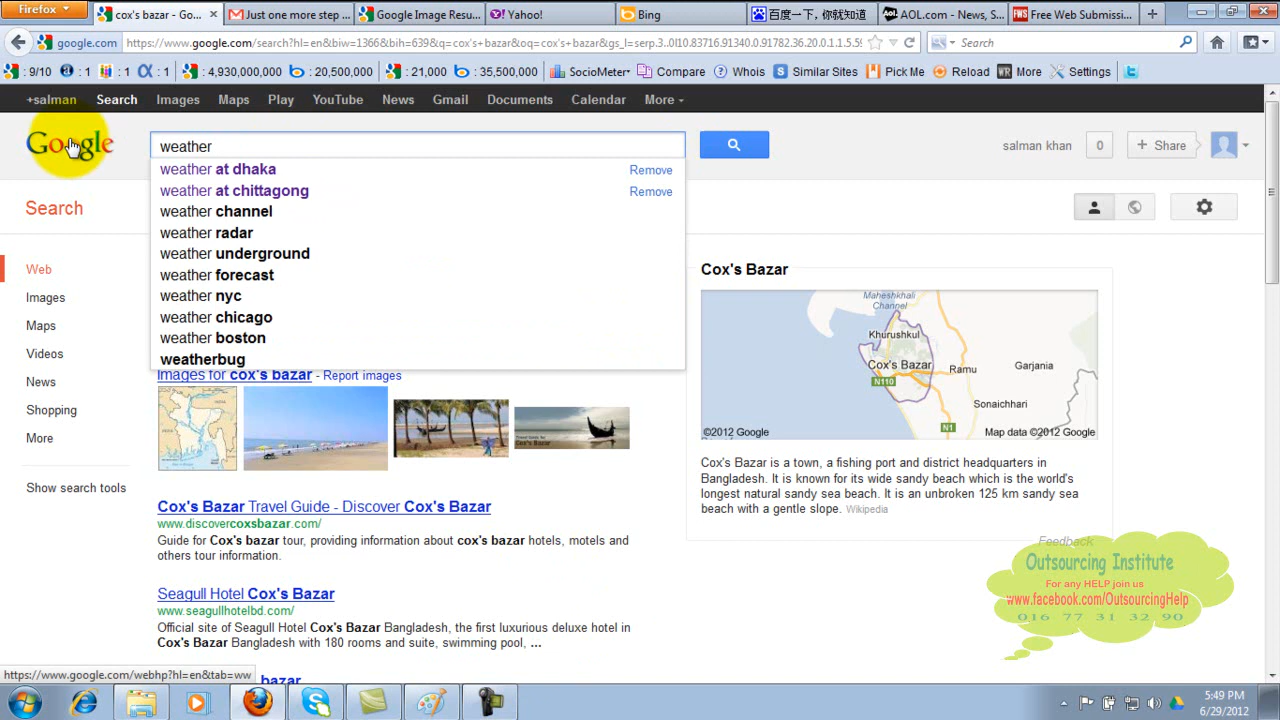 Firefox
cox's bazar - Go...
Just one more step ...
Google Image Resu...
Yahoo!
Bing
百度一下，你就知道
AOL.com - News, S...
Free Web Submissi...
google.com
https://www.google.com/search?hl=en&biw=1366&bih=639&q=cox's+bazar&oq=cox's+bazar&gs_l=serp.3..0l10.83716.91340.0.91782.36.20.0.1.1.5.59
Search
: 9/10
: 1
: 1
: 1
: 4,930,000,000
: 20,500,000
: 21,000
: 35,500,000
SocioMeter
Compare
Whois
Similar Sites
Pick Me
Reload
More
Settings
+salman Search Images Maps Play YouTube News Gmail Documents Calendar More
Google
weather
salman khan
0
+ Share
weather at dhaka Remove
weather at chittagong Remove
weather channel
weather radar
weather underground
weather forecast
weather nyc
weather chicago
weather boston
weatherbug
Search
Web
Images
Maps
Videos
News
Shopping
More
Show search tools
Images for cox's bazar - Report images
Cox's Bazar Travel Guide - Discover Cox's Bazar
www.discovercoxsbazar.com/
Guide for Cox's bazar tour, providing information about cox's bazar hotels, motels and
others tour information.
Seagull Hotel Cox's Bazar
www.seagullhotelbd.com/
Official site of Seagull Hotel Cox's Bazar Bangladesh, the first luxurious deluxe hotel in
Cox's Bazar Bangladesh with 180 rooms and suite, swimming pool, ...
bazar
Cox's Bazar
Maheshkhali
Channel
Khurushkul
Cox's Bazar
Ramu
Garjania
N110
Sonaichhari
N1
©2012 Google
Map data ©2012 Google
Cox's Bazar is a town, a fishing port and district headquarters in
Bangladesh. It is known for its wide sandy beach which is the world's
longest natural sandy sea beach. It is an unbroken 125 km sandy sea
beach with a gentle slope. Wikipedia
Feedback
Outsourcing Institute
For any HELP join us
www.facebook.com/OutsourcingHelp
016 77 31 32 90
https://www.google.com/webhp?hl=en&tab=ww
5:49 PM
6/29/2012